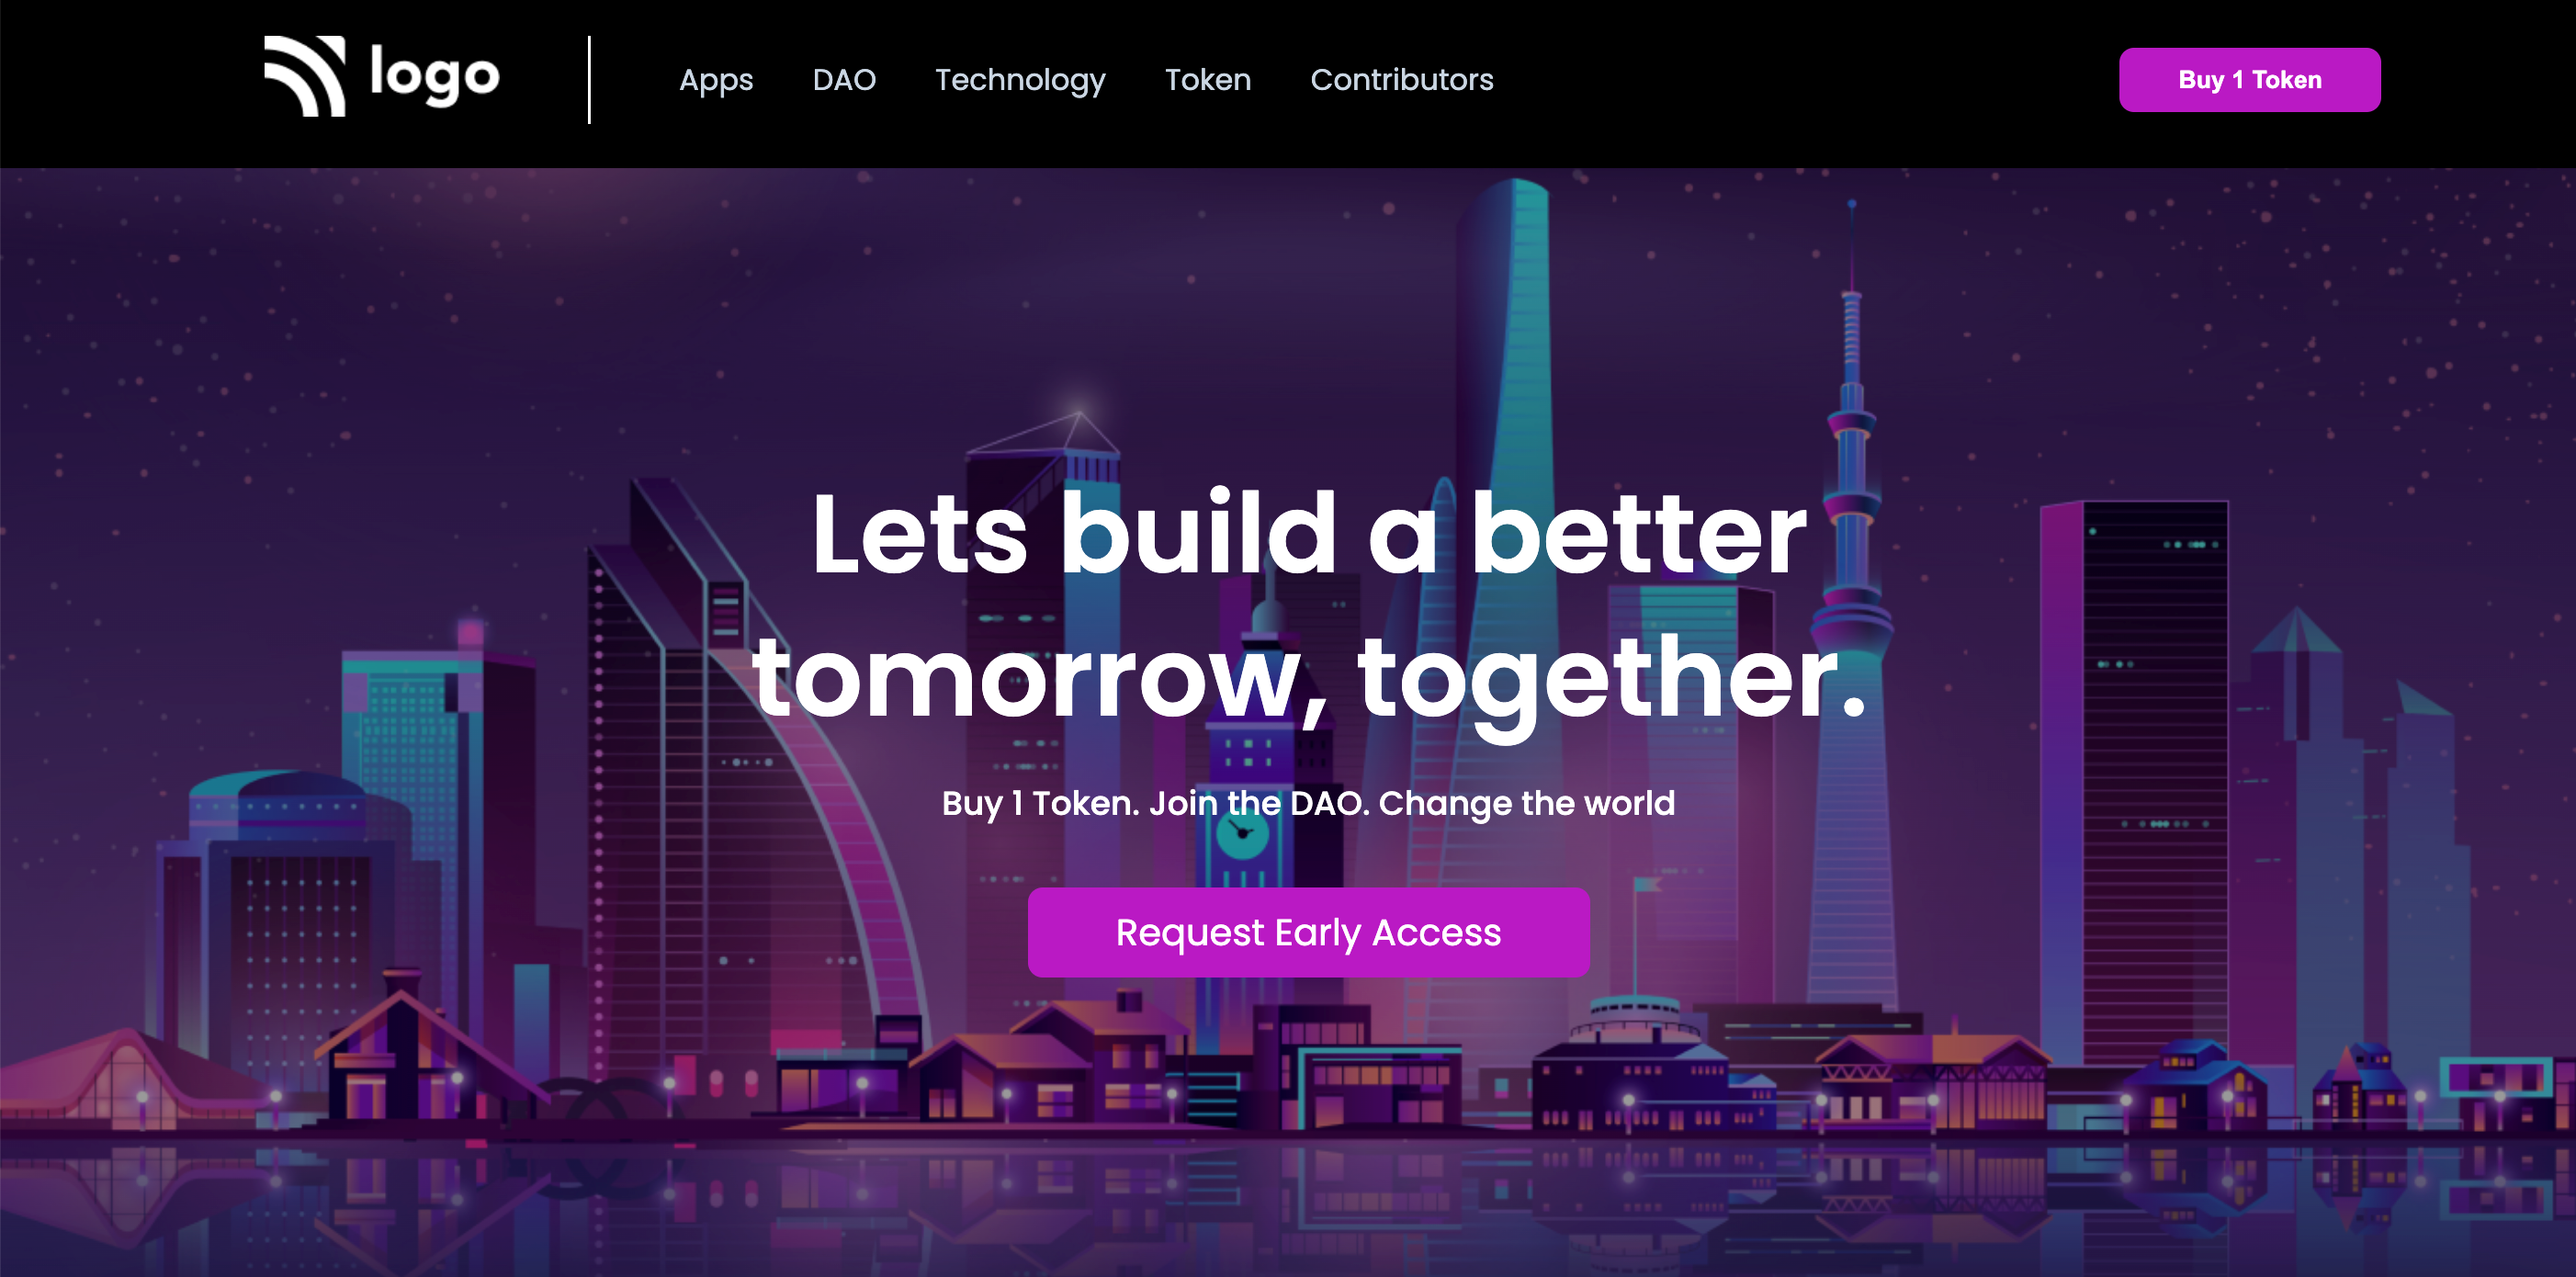 logo
Apps
DAO
Technology
Token
Contributors
Buy 1 Token
Lets build a better
tomorrow, together.
Buy 1 Token. Join the DAO. Change the world
Request Early Access